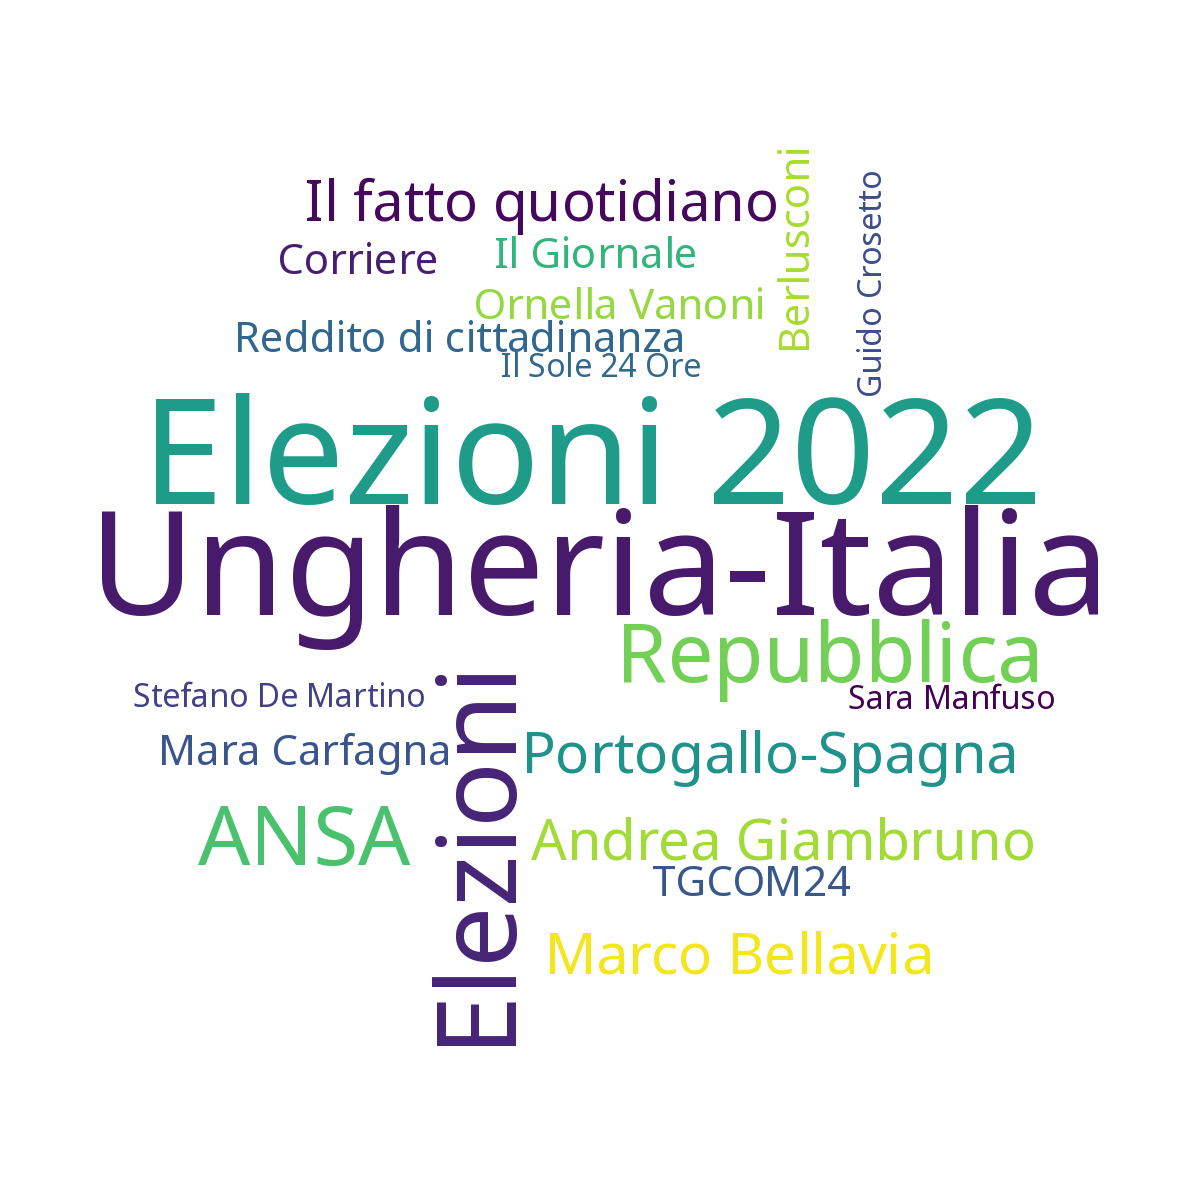 Il fatto quotidiano
Berlusconi
Guido Crosetto
Corriere
Il Giornale
Ornella Vanoni
Reddito di cittadinanza
Il Sole 24 Ore
Elezioni 2022
Ungheria-Italia
Repubblica
Stefano De Martino
Elezioni
Sara Manfuso
Mara Carfagna
Portogallo-Spagna
ANSA
Andrea Giambruno
TGCOM24
Marco Bellavia